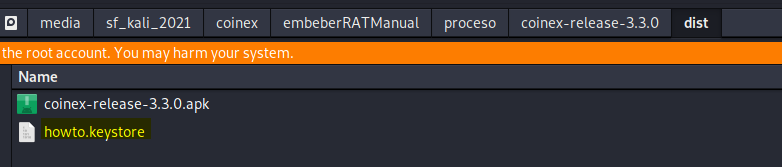 media sf_kali_2021 coinex embeberRATManual proceso coinex-release-3.3.0 dist
the root account. You may harm your system.
Name
coinex-release-3.3.0.apk
howto.keystore